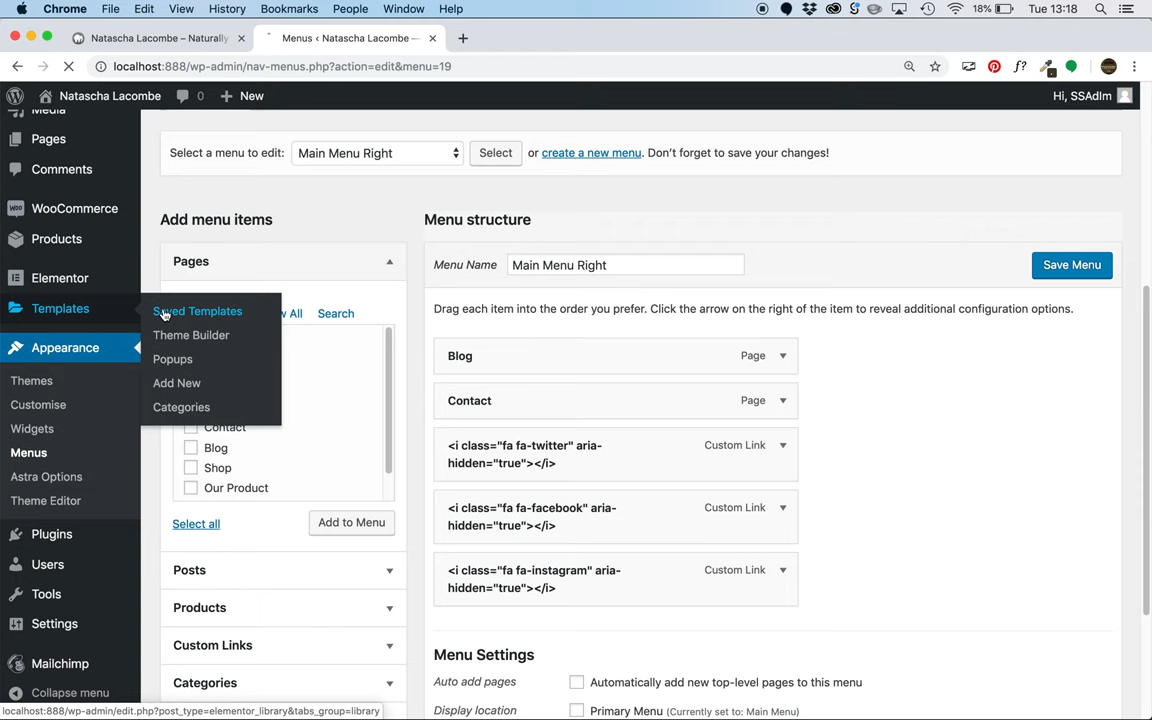 Chrome File Edit View History Bookmarks People Window Help 18% Tue 13:18
Natascha Lacombe – Naturally
Menus ‹ Natascha Lacombe —
localhost:888/wp-admin/nav-menus.php?action=edit&menu=19
Natascha Lacombe 0 New Hi, SSAdIm
Media
Pages
Comments
WooCommerce
Products
Elementor
Templates
Saved Templates
Theme Builder
Popups
Add New
Categories
Appearance
Themes
Customise
Widgets
Menus
Astra Options
Theme Editor
Plugins
Users
Tools
Settings
Mailchimp
Collapse menu
Select a menu to edit: Main Menu Right Select or create a new menu. Don't forget to save your changes!
Add menu items
Pages
All
Search
Contact
Blog
Shop
Our Product
Select all
Add to Menu
Posts
Products
Custom Links
Categories
Menu structure
Menu Name Main Menu Right Save Menu
Drag each item into the order you prefer. Click the arrow on the right of the item to reveal additional configuration options.
Blog Page
Contact Page
<i class="fa fa-twitter" aria- Custom Link
hidden="true"></i>
<i class="fa fa-facebook" aria- Custom Link
hidden="true"></i>
<i class="fa fa-instagram" aria- Custom Link
hidden="true"></i>
Menu Settings
Auto add pages Automatically add new top-level pages to this menu
Display location Primary Menu (Currently set to: Main Menu)
localhost:888/wp-admin/edit.php?post_type=elementor_library&tabs_group=library